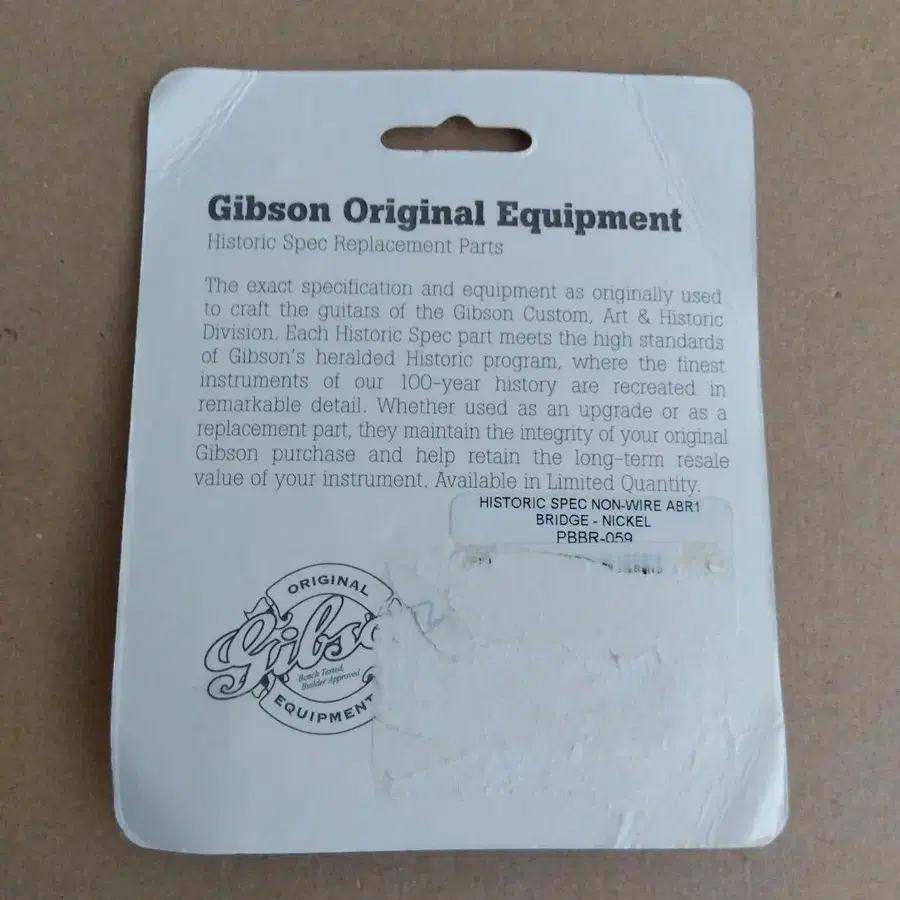 Gibson Original Equipment
Historic Spec Replacement Parts
The exact specification and equipment as originally used
to craft the guitars of the Gibson Custom, Art & Historic
Division. Each Historic Spec part meets the high standards
of Gibson's heralded Historic program, where the finest
instruments of our 100-year history are recreated in
remarkable detail. Whether used as an upgrade or as a
replacement part, they maintain the integrity of your original
Gibson purchase and help retain the long-term resale
value of your instrument. Available in Limited Quantity.
HISTORIC SPEC NON-WIRE ABR1
BRIDGE - NICKEL
PBBR-059
ORIGINAL
Gibso
Bench Tested,
Builder Approved
EQUIPMENT